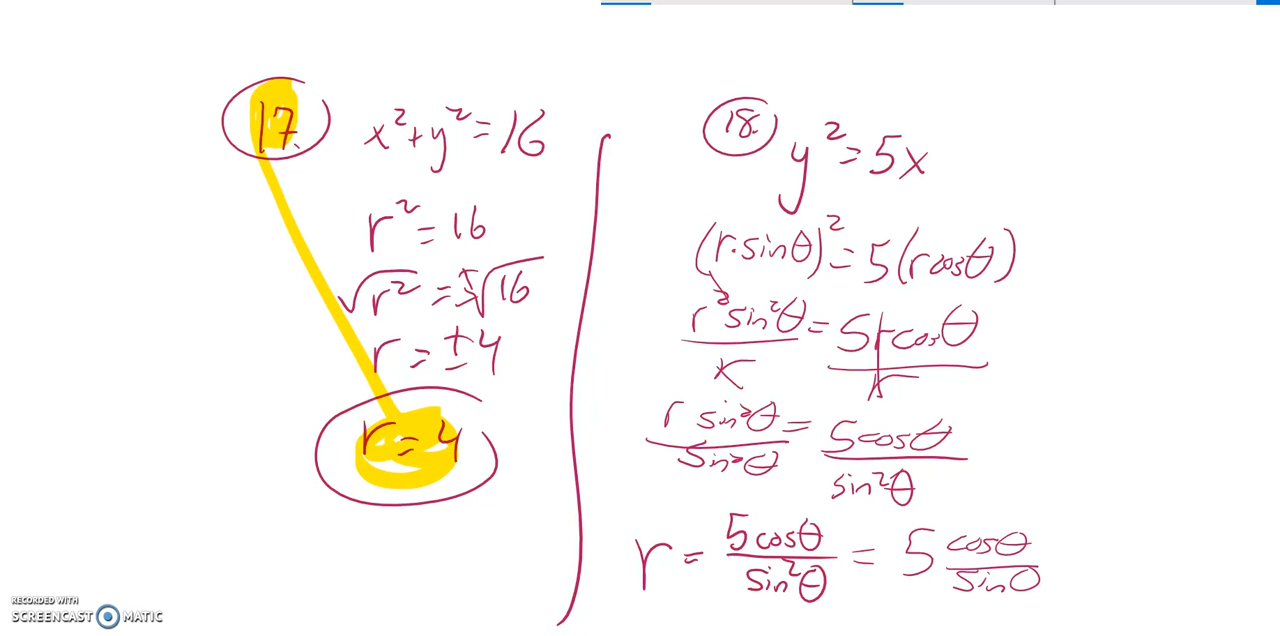 17.
x²+y²=16
r²=16
√r² = ±√16
r = ±4
r=4
18.
y²=5x
(r·sinθ)²=5(rcosθ)
r²sin²θ = 5rcosθ
r r
r sin²θ = 5cosθ
sin²θ sin²θ
r = 5cosθ = 5 cosθ
sin²θ sinθ
RECORDED WITH
SCREENCAST MATIC